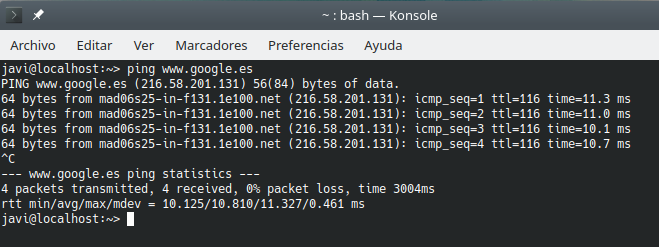 ~ : bash — Konsole
Archivo Editar Ver Marcadores Preferencias Ayuda
javi@localhost:~> ping www.google.es
PING www.google.es (216.58.201.131) 56(84) bytes of data.
64 bytes from mad06s25-in-f131.1e100.net (216.58.201.131): icmp_seq=1 ttl=116 time=11.3 ms
64 bytes from mad06s25-in-f131.1e100.net (216.58.201.131): icmp_seq=2 ttl=116 time=11.0 ms
64 bytes from mad06s25-in-f131.1e100.net (216.58.201.131): icmp_seq=3 ttl=116 time=10.1 ms
64 bytes from mad06s25-in-f131.1e100.net (216.58.201.131): icmp_seq=4 ttl=116 time=10.7 ms
^C
--- www.google.es ping statistics ---
4 packets transmitted, 4 received, 0% packet loss, time 3004ms
rtt min/avg/max/mdev = 10.125/10.810/11.327/0.461 ms
javi@localhost:~>